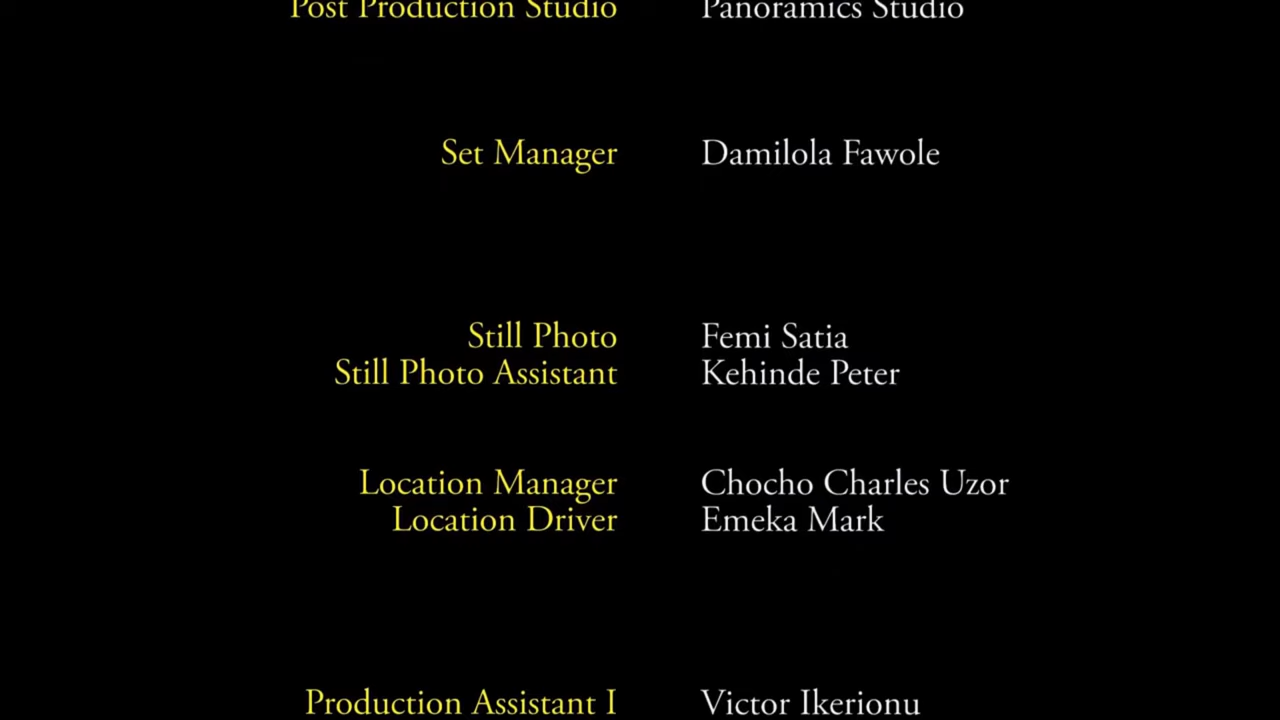 Post Production Studio Panoramics Studio
Set Manager Damilola Fawole
Still Photo Femi Satia
Still Photo Assistant Kehinde Peter
Location Manager Chocho Charles Uzor
Location Driver Emeka Mark
Production Assistant I Victor Ikerionu